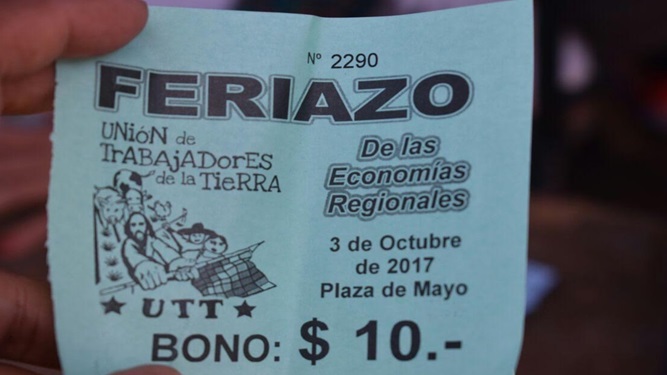 Nº 2290
FERIAZO
UNióN de
TrABAjADorES
de la TieRRA
De las
Economías
Regionales
3 de Octubre
de 2017
Plaza de Mayo
★ UTT ★
BONO: $ 10.-